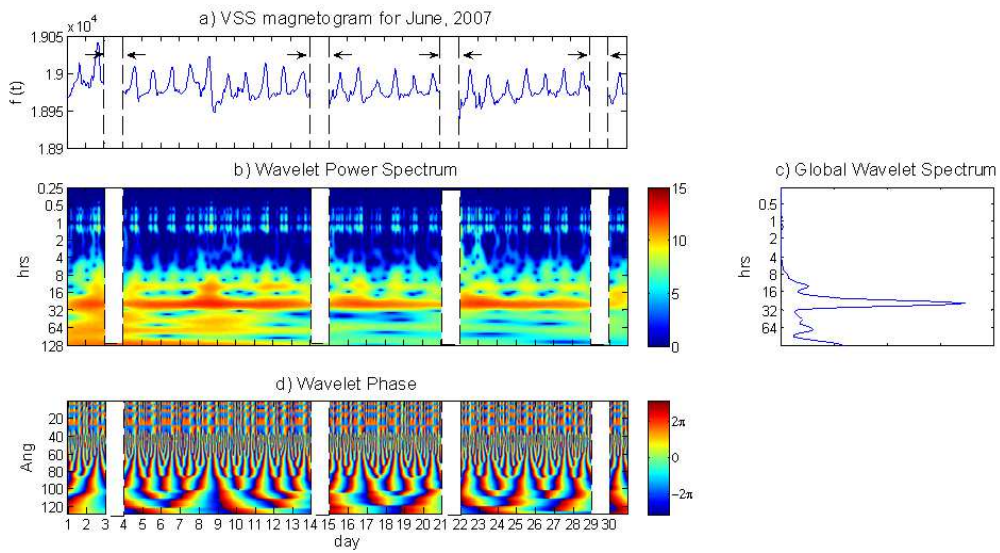 a) VSS magnetogram for June, 2007
x 10⁴
1.905
1.9
1.895
1.89
f (t)
b) Wavelet Power Spectrum
0.25
0.5
1
2
4
8
16
32
64
128
hrs
15
10
5
0
c) Global Wavelet Spectrum
0.5
1
2
4
8
16
32
64
hrs
d) Wavelet Phase
20
40
60
80
100
120
Ang
2π
0
−2π
1 2 3 4 5 6 7 8 9 10 11 12 13 14 15 16 17 18 19 20 21 22 23 24 25 26 27 28 29 30
day